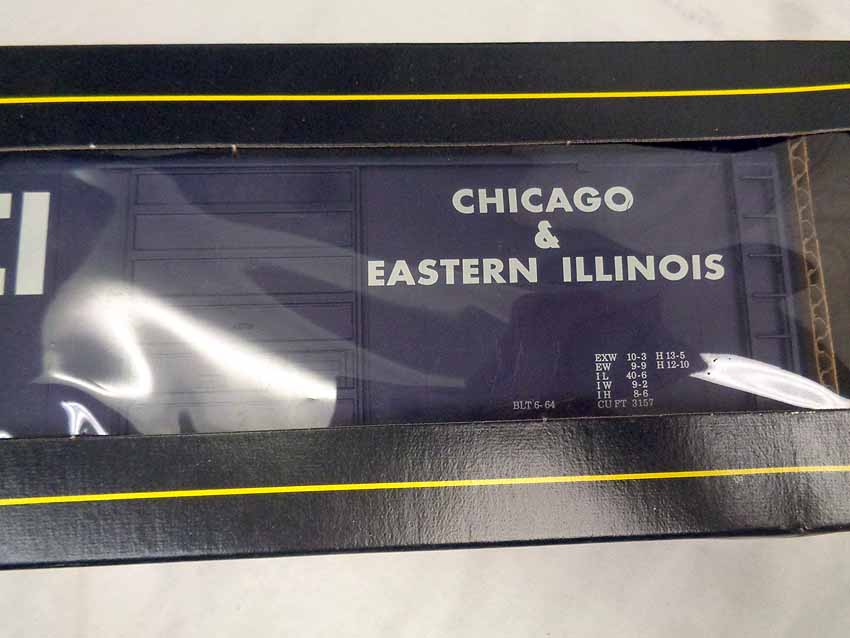 EI
CHICAGO
&
EASTERN ILLINOIS
EXW 10-3 H 13-5
EW 9-9 H 12-10
IL 40-6
IW 9-2
IH 8-6
BLT 6-64 CU FT 3157